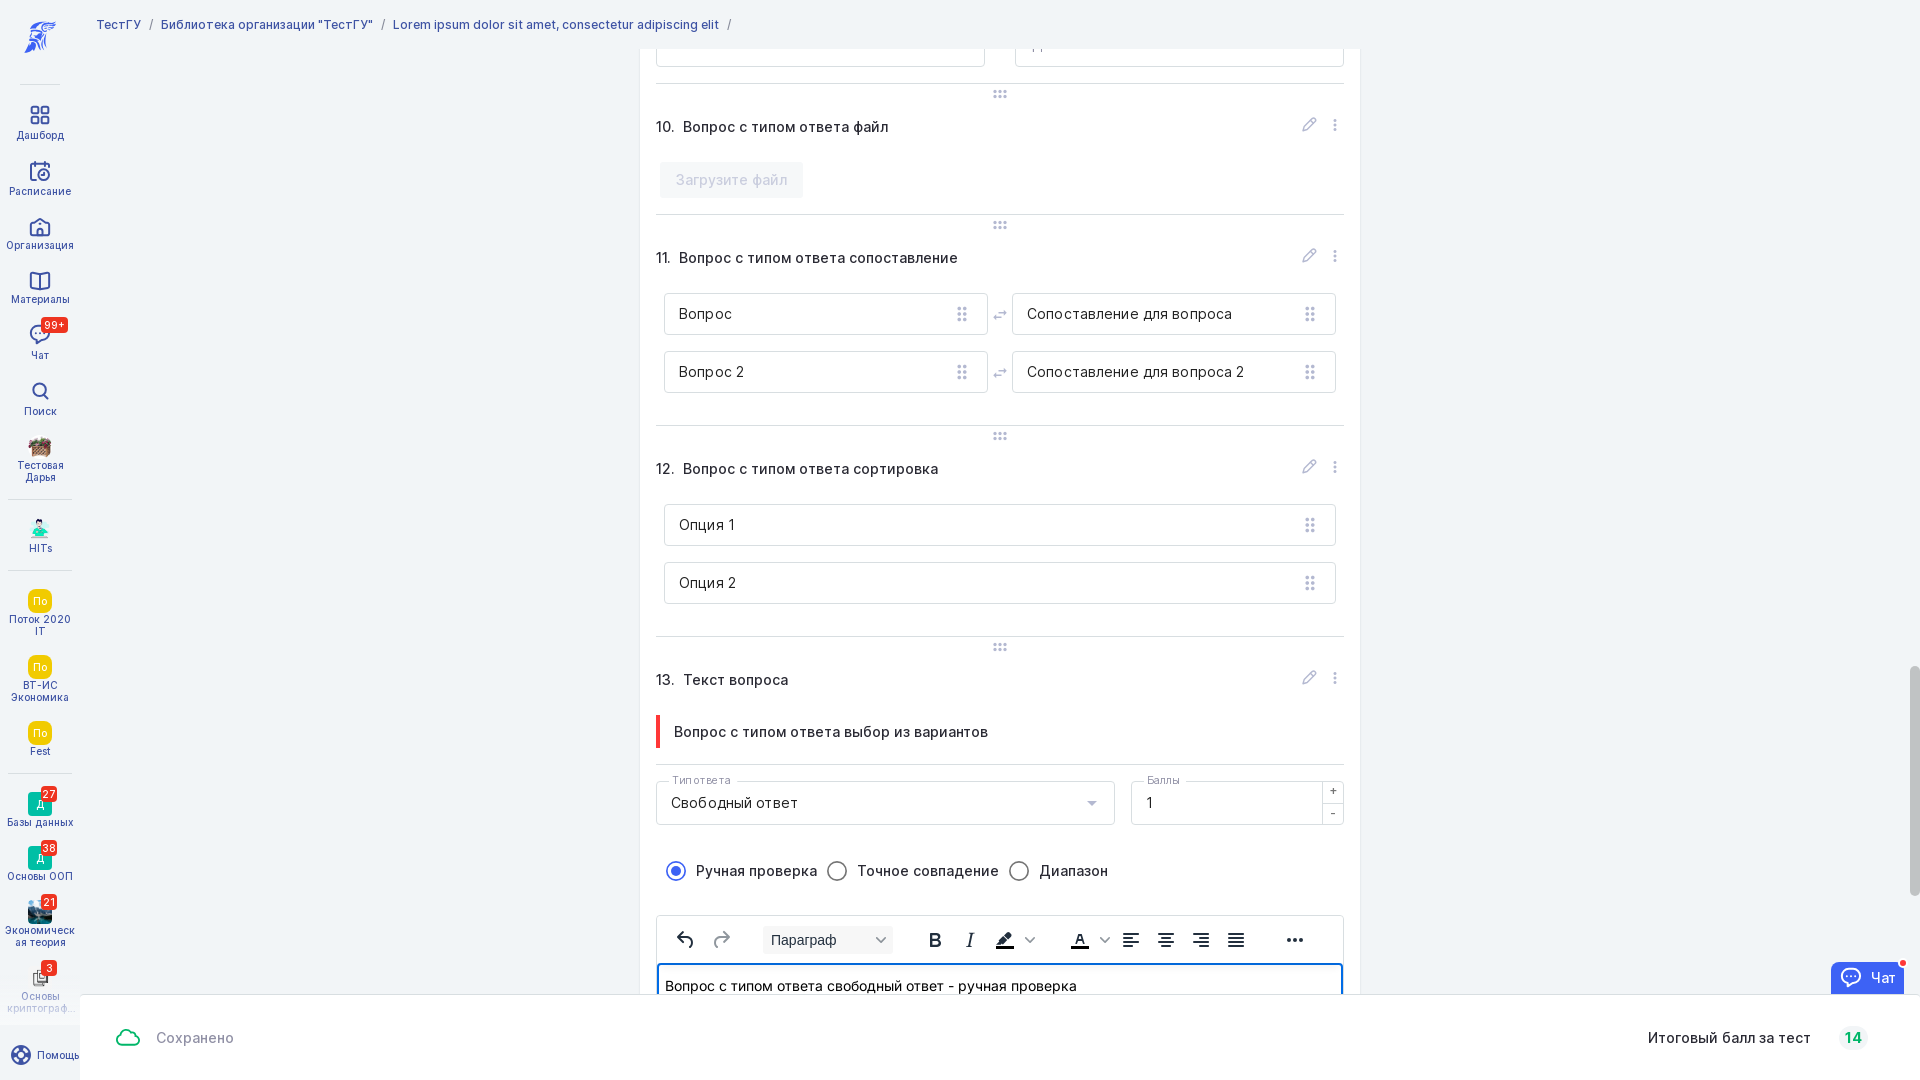 ТестГУ / Библиотека организации "ТестГУ" / Lorem ipsum dolor sit amet, consectetur adipiscing elit /
Дашборд
Расписание
Организация
Материалы
99+
Чат
Поиск
Тестовая
Дарья
HITs
По
Поток 2020
IT
По
ВТ-ИС
Экономика
По
Fest
27
Д
Базы данных
38
Д
Основы ООП
21
Экономическ
ая теория
3
Основы
криптограф...
Помощь
10. Вопрос с типом ответа файл
Загрузите файл
11. Вопрос с типом ответа сопоставление
Вопрос
Сопоставление для вопроса
Вопрос 2
Сопоставление для вопроса 2
12. Вопрос с типом ответа сортировка
Опция 1
Опция 2
13. Текст вопроса
Вопрос с типом ответа выбор из вариантов
Тип ответа
Свободный ответ
Баллы
1
+
-
Ручная проверка Точное совпадение Диапазон
Параграф
B I A
Вопрос с типом ответа свободный ответ - ручная проверка
Чат
Сохранено
Итоговый балл за тест 14